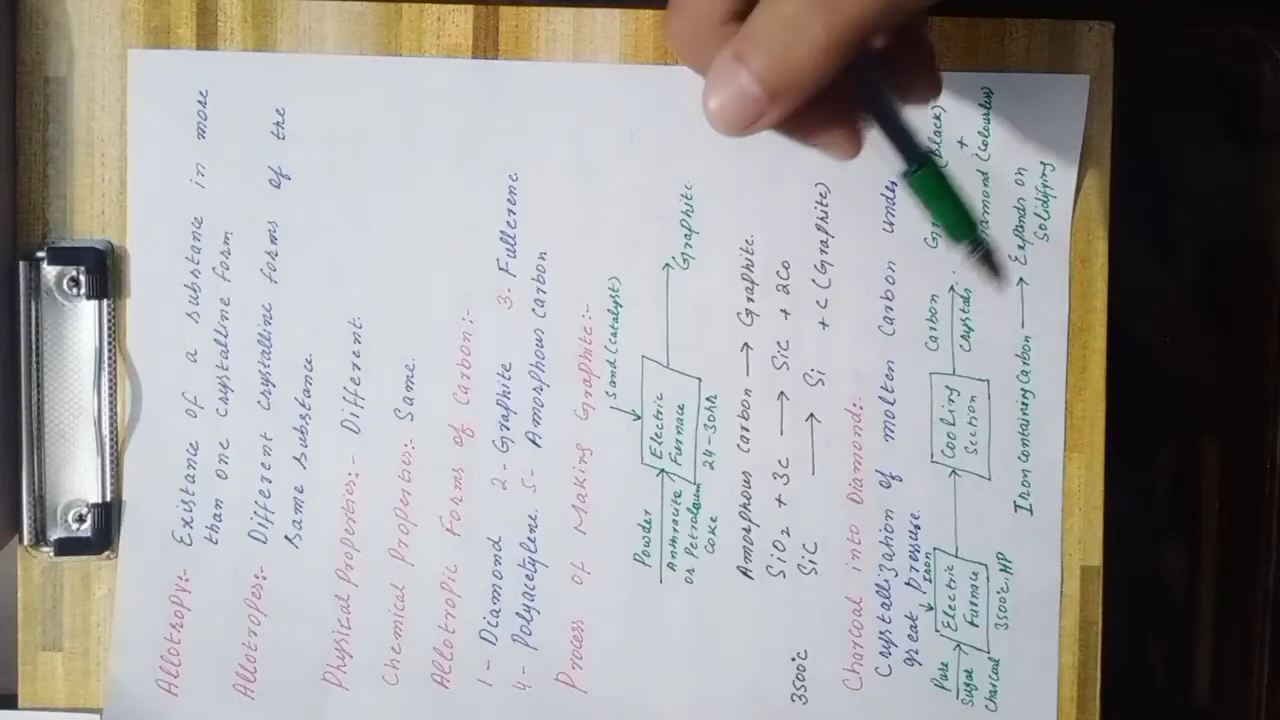 Allotropy:- Existance of a substance in more
than one crystalline form
Allotropes:- Different crystalline forms of the
same substance.
Physical Properties:- Different.
Chemical Properties:- Same.
Allotropic Forms of Carbon:-
1- Diamond 2- Graphite 3. Fullerene
4- Polyacetylene. 5- Amorphous carbon
Process of Making Graphite:-
Sand (catalyst)
Powder
Anthracite
or Petroleum
coke
Electric
Furnace
24-30hr
Graphite.
Amorphous carbon → Graphite.
SiO2 + 3C → SiC + 2Co
3500°C SiC → Si + C (Graphite)
Charcoal into Diamond:-
Crystallization of molten Carbon under
great pressure.
Pure
Sugar
Charcoal
Iron
Electric
Furnace
3500°C, HP
Cooling
Section
Carbon
crystals.
(black)
+
(Colourless)
Iron containing Carbon → Expands on
Solidifying